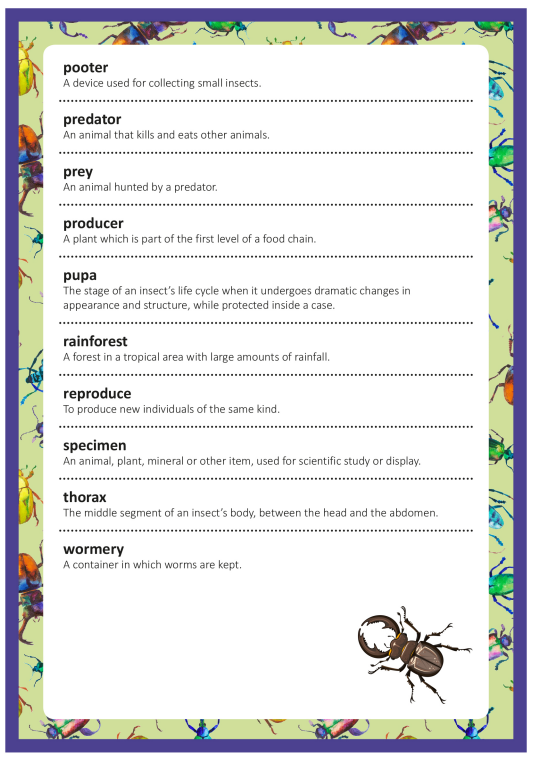 pooter
A device used for collecting small insects.
predator
An animal that kills and eats other animals.
prey
An animal hunted by a predator.
producer
A plant which is part of the first level of a food chain.
pupa
The stage of an insect’s life cycle when it undergoes dramatic changes in
appearance and structure, while protected inside a case.
rainforest
A forest in a tropical area with large amounts of rainfall.
reproduce
To produce new individuals of the same kind.
specimen
An animal, plant, mineral or other item, used for scientific study or display.
thorax
The middle segment of an insect’s body, between the head and the abdomen.
wormery
A container in which worms are kept.